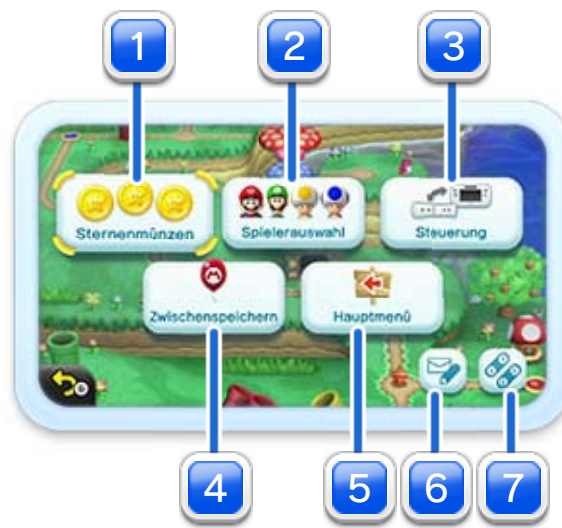 1 2 3
Sternenmünzen Spielerauswahl Steuerung
Zwischenspeichern Hauptmenü
4 5 6 7